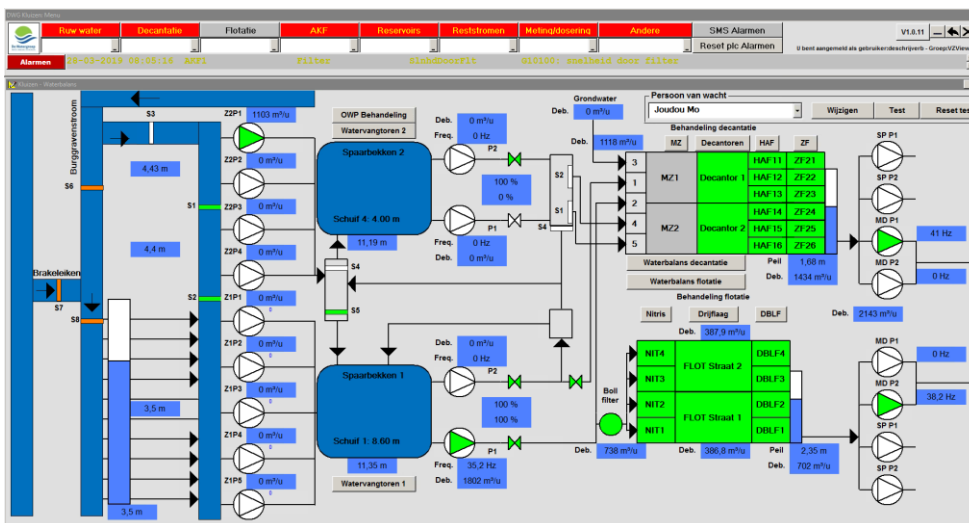 DWS Kluizen Menu
Ruw water
Decantatie
Flotatie
AKF
Reservoirs
Reststromen
Meting/dosering
Andere
SMS Alarmen
Reset plc Alarmen
V1.0.11
Alarmen
28-03-2019 08:05:16 AKF1 Filter SlnhdDoorFlt G10100: snelheid door filter
Kluizen - Waterbalans
Persoon van wacht
Joudou Mo
Wijzigen
Test
Reset test
Burggravenstroom
Brakeleiken
S3
S6
S1
S2
S7
S8
4,43 m
4,4 m
3,5 m
3,5 m
Z2P1
1103 m³/u
Z2P2
0 m³/u
Z2P3
0 m³/u
Z2P4
0 m³/u
Z1P1
0 m³/u
Z1P2
0 m³/u
Z1P3
0 m³/u
Z1P4
0 m³/u
Z1P5
0 m³/u
OWP Behandeling
Watervangtoren 2
Spaarbekken 2
Schuif 4: 4.00 m
11,19 m
S4
S5
Spaarbekken 1
Schuif 1: 8.60 m
11,35 m
Watervangtoren 1
Deb. 0 m³/u
Freq. 0 Hz
P2
100 %
0 %
P1
Freq. 0 Hz
Deb. 0 m³/u
S2
S1
S4
Deb. 0 m³/u
Freq. 0 Hz
P2
100 %
100 %
P1
Freq. 35,2 Hz
Deb. 1802 m³/u
Grondwater
Deb. 0 m³/u
Deb. 1118 m³/u
Behandeling decantatie
MZ
Decantoren
HAF
ZF
3
1
2
4
5
MZ1
MZ2
Decantor 1
Decantor 2
HAF11
HAF12
HAF13
HAF14
HAF15
HAF16
ZF21
ZF22
ZF23
ZF24
ZF25
ZF26
Waterbalans decantatie
Waterbalans flotatie
Peil 1,68 m
Deb. 1434 m³/u
Behandeling flotatie
Nitris
Drijflaag
DBLF
Deb. 387,9 m³/u
NIT4
NIT3
NIT2
NIT1
FLOT Straat 2
FLOT Straat 1
DBLF4
DBLF3
DBLF2
DBLF1
Boll
filter
Deb. 738 m³/u
Deb. 386,8 m³/u
Peil 2,35 m
Deb. 702 m³/u
SP P1
SP P2
MD P1
41 Hz
MD P2
0 Hz
Deb. 2143 m³/u
MD P1
0 Hz
MD P2
38,2 Hz
SP P1
SP P2